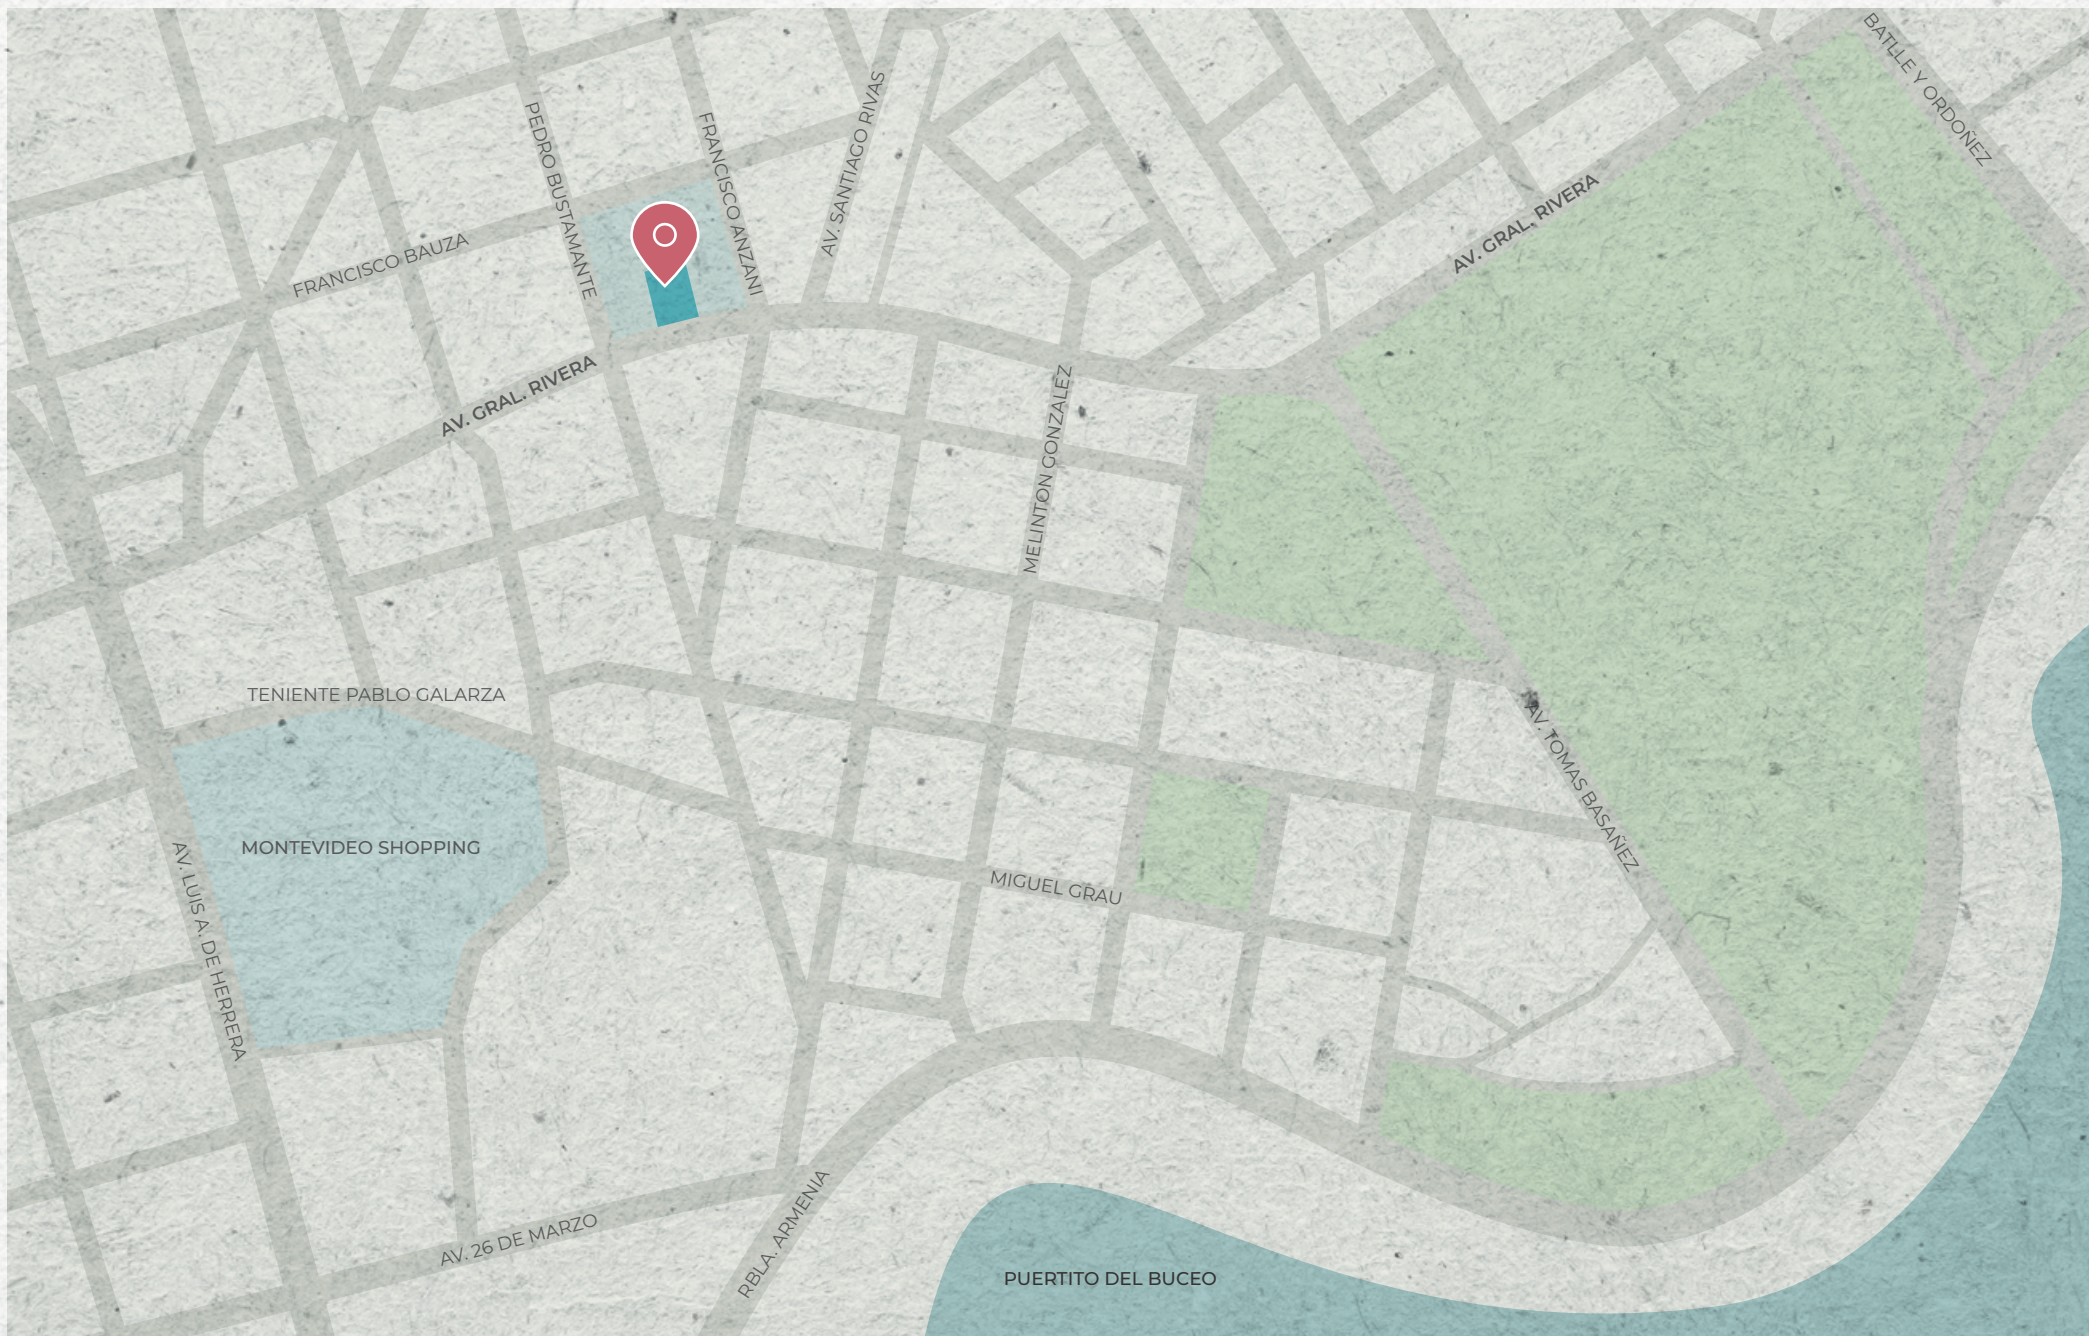 BATLLE Y ORDOÑEZ
AV. SANTIAGO RIVAS
PEDRO BUSTAMANTE
FRANCISCO ANZANI
AV. GRAL. RIVERA
FRANCISCO BAUZA
AV. GRAL. RIVERA
MELINTON GONZALEZ
TENIENTE PABLO GALARZA
AV. TOMAS BASAÑEZ
MONTEVIDEO SHOPPING
AV. LUIS A. DE HERRERA
MIGUEL GRAU
AV. 26 DE MARZO
RBLA. ARMENIA
PUERTITO DEL BUCEO